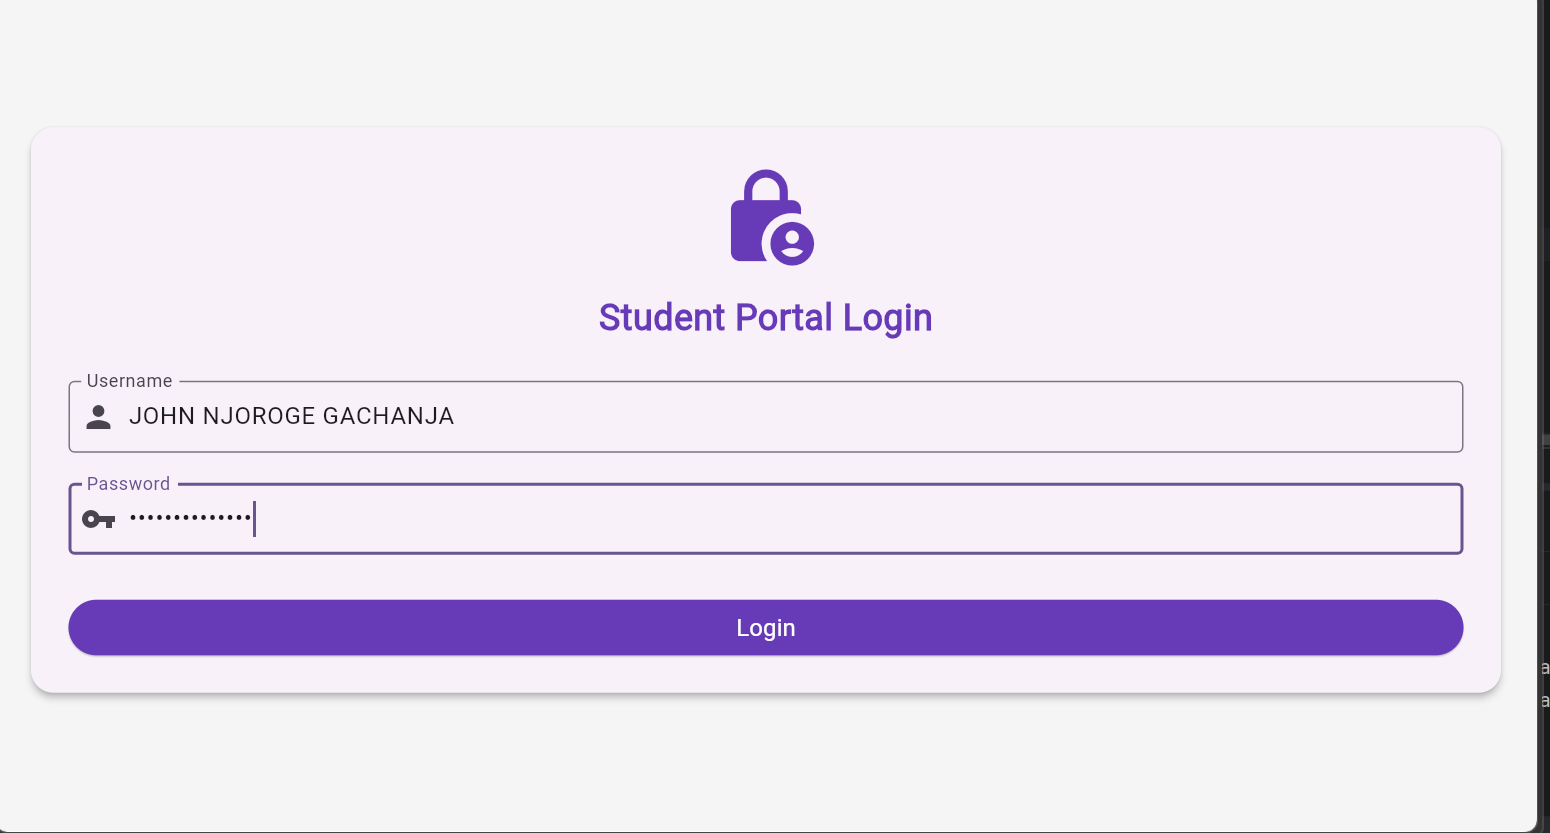 Student Portal Login
Username
JOHN NJOROGE GACHANJA
Password
••••••••••••••
Login
a
a